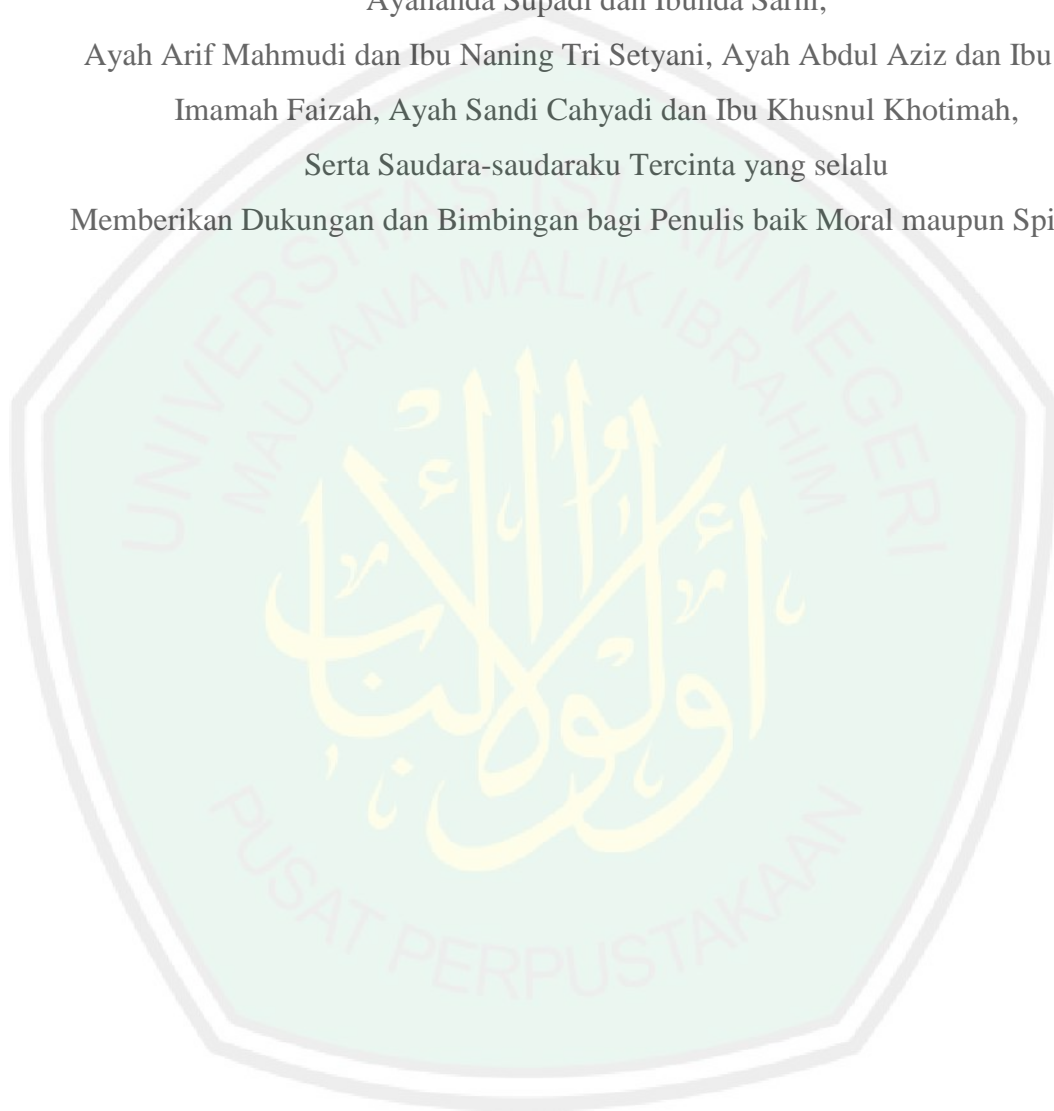 Ayahanda Supadi dan Ibunda
Ayah Arif Mahmudi dan Ibu Naning Tri Setyani, Ayah Abdul Aziz dan Ibu
Imamah Faizah, Ayah Sandi Cahyadi dan Ibu Khusnul Khotimah,
Serta Saudara-saudaraku Tercinta yang selalu
Memberikan Dukungan dan Bimbingan bagi Penulis baik Moral maupun Spi
UNIVERSITAS ISLAM NEGERI
MAULANA MALIK IBRAHIM
أولو الألباب
PUSAT PERPUSTAKAAN